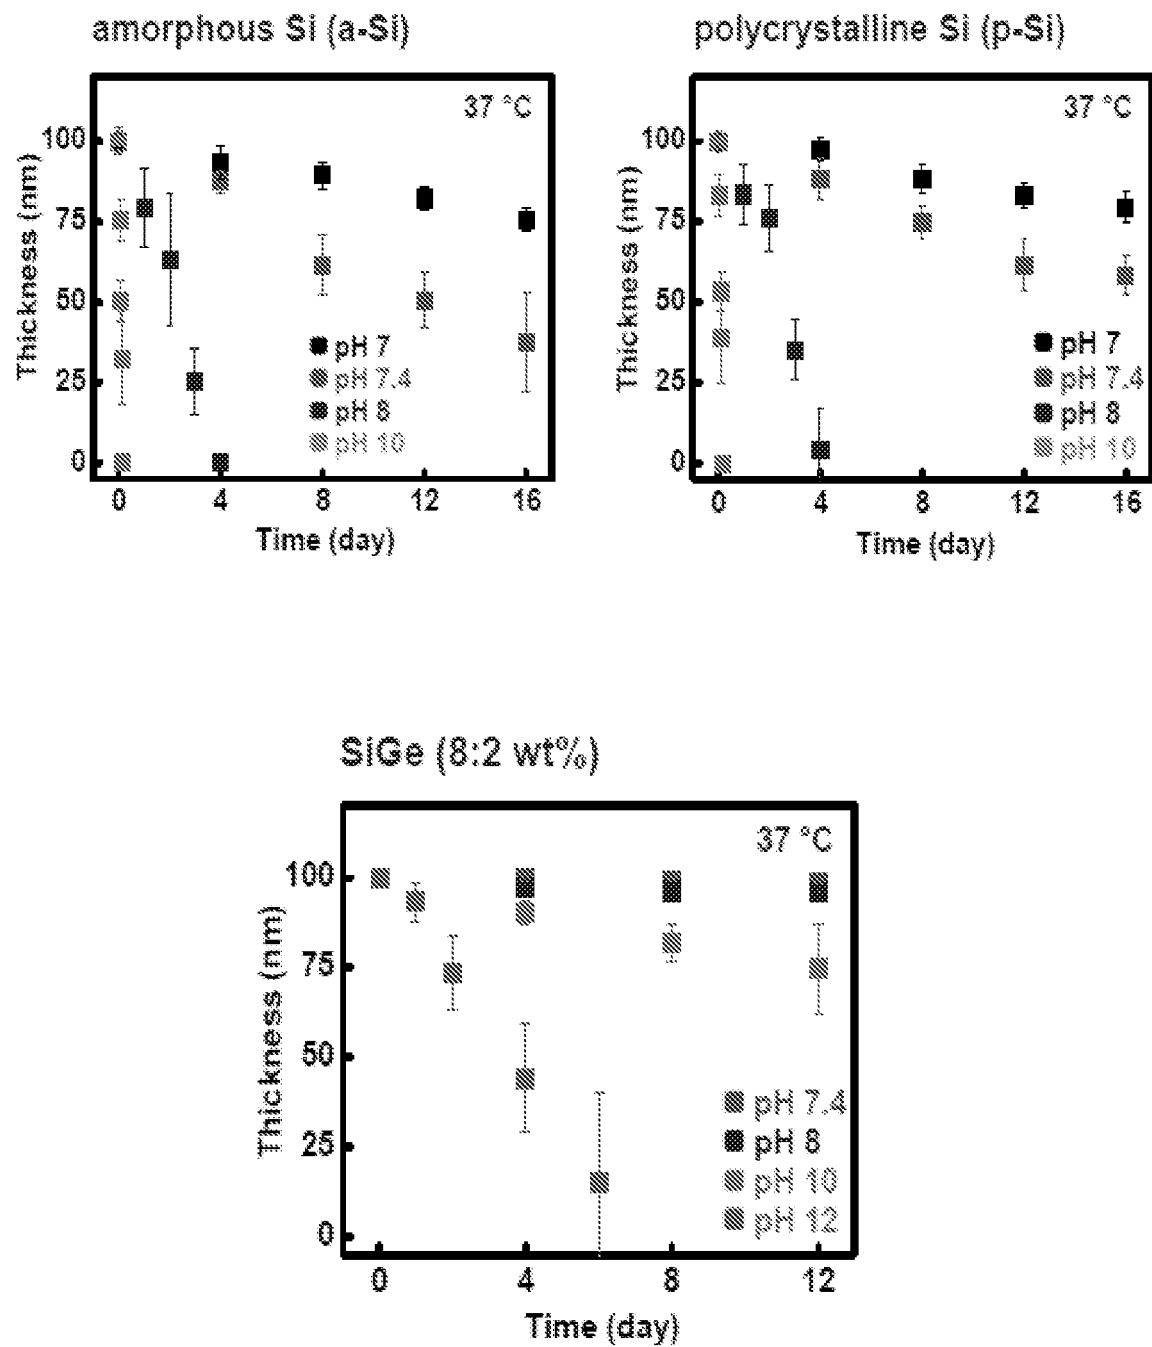 amorphous Si (a-Si)
37 °C
Thickness (nm)
100
75
50
25
0
pH 7
pH 7.4
pH 8
pH 10
0 4 8 12 16
Time (day)
polycrystalline Si (p-Si)
37 °C
Thickness (nm)
100
75
50
25
0
pH 7
pH 7.4
pH 8
pH 10
0 4 8 12 16
Time (day)
SiGe (8:2 wt%)
37 °C
Thickness (nm)
100
75
50
25
0
pH 7.4
pH 8
pH 10
pH 12
0 4 8 12
Time (day)